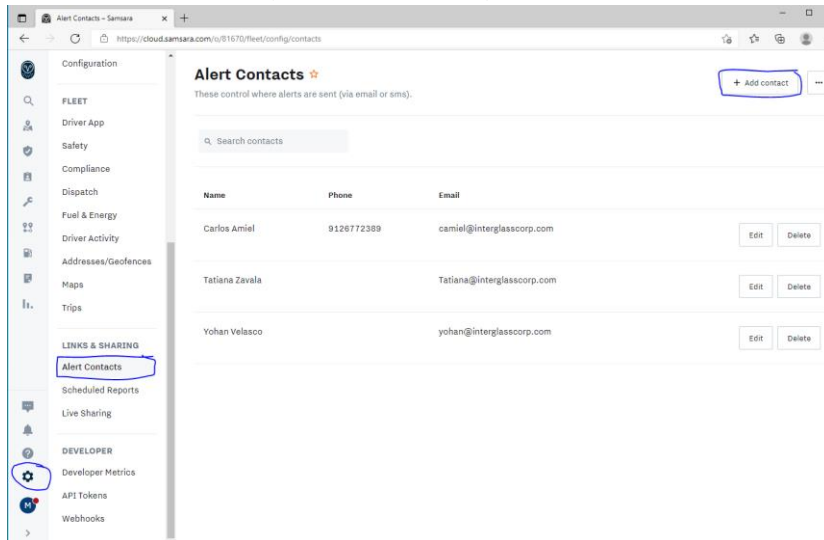 Alert Contacts – Samsara
https://cloud.samsara.com/o/81670/fleet/config/contacts
Configuration
FLEET
Driver App
Safety
Compliance
Dispatch
Fuel & Energy
Driver Activity
Addresses/Geofences
Maps
Trips
LINKS & SHARING
Alert Contacts
Scheduled Reports
Live Sharing
DEVELOPER
Developer Metrics
API Tokens
Webhooks
M
Alert Contacts
These control where alerts are sent (via email or sms).
+ Add contact
Search contacts
Name Phone Email
Carlos Amiel 9126772389 camiel@interglasscorp.com Edit Delete
Tatiana Zavala Tatiana@interglasscorp.com Edit Delete
Yohan Velasco yohan@interglasscorp.com Edit Delete